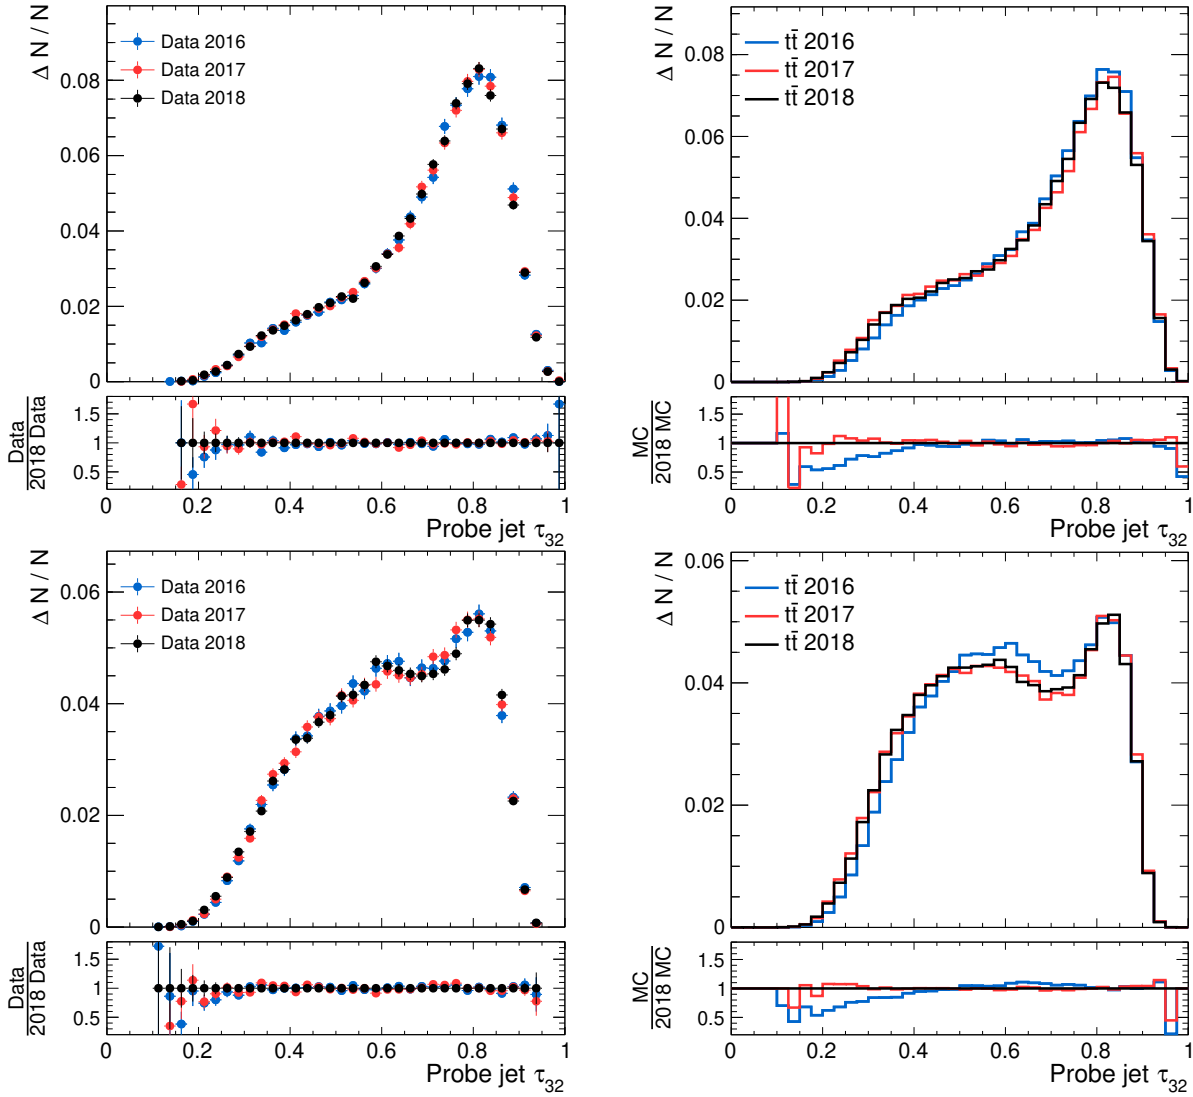 Δ N / N
Data 2016
Data 2017
Data 2018
0.08
0.06
0.04
0.02
0
Data
2018 Data
1.5
1
0.5
0 0.2 0.4 0.6 0.8 1
Probe jet τ32
Δ N / N
tt̄ 2016
tt̄ 2017
tt̄ 2018
0.08
0.06
0.04
0.02
0
MC
2018 MC
1.5
1
0.5
0 0.2 0.4 0.6 0.8 1
Probe jet τ32
Δ N / N
Data 2016
Data 2017
Data 2018
0.06
0.04
0.02
0
Data
2018 Data
1.5
1
0.5
0 0.2 0.4 0.6 0.8 1
Probe jet τ32
Δ N / N
tt̄ 2016
tt̄ 2017
tt̄ 2018
0.06
0.04
0.02
0
MC
2018 MC
1.5
1
0.5
0 0.2 0.4 0.6 0.8 1
Probe jet τ32